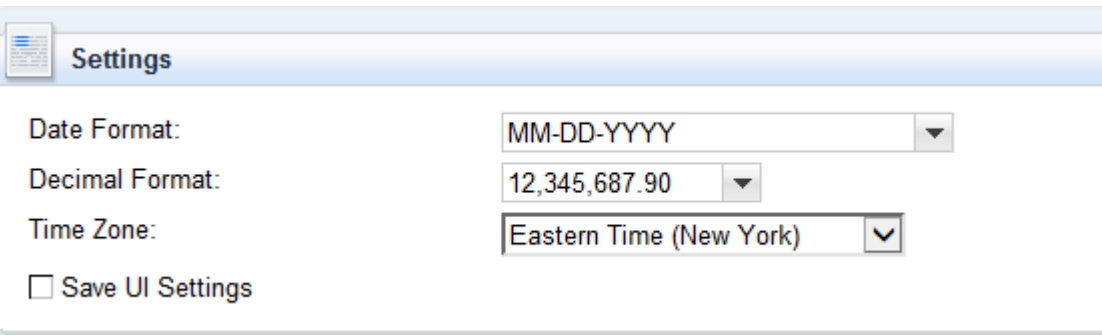 Settings
Date Format: MM-DD-YYYY
Decimal Format: 12,345,687.90
Time Zone: Eastern Time (New York)
Save UI Settings